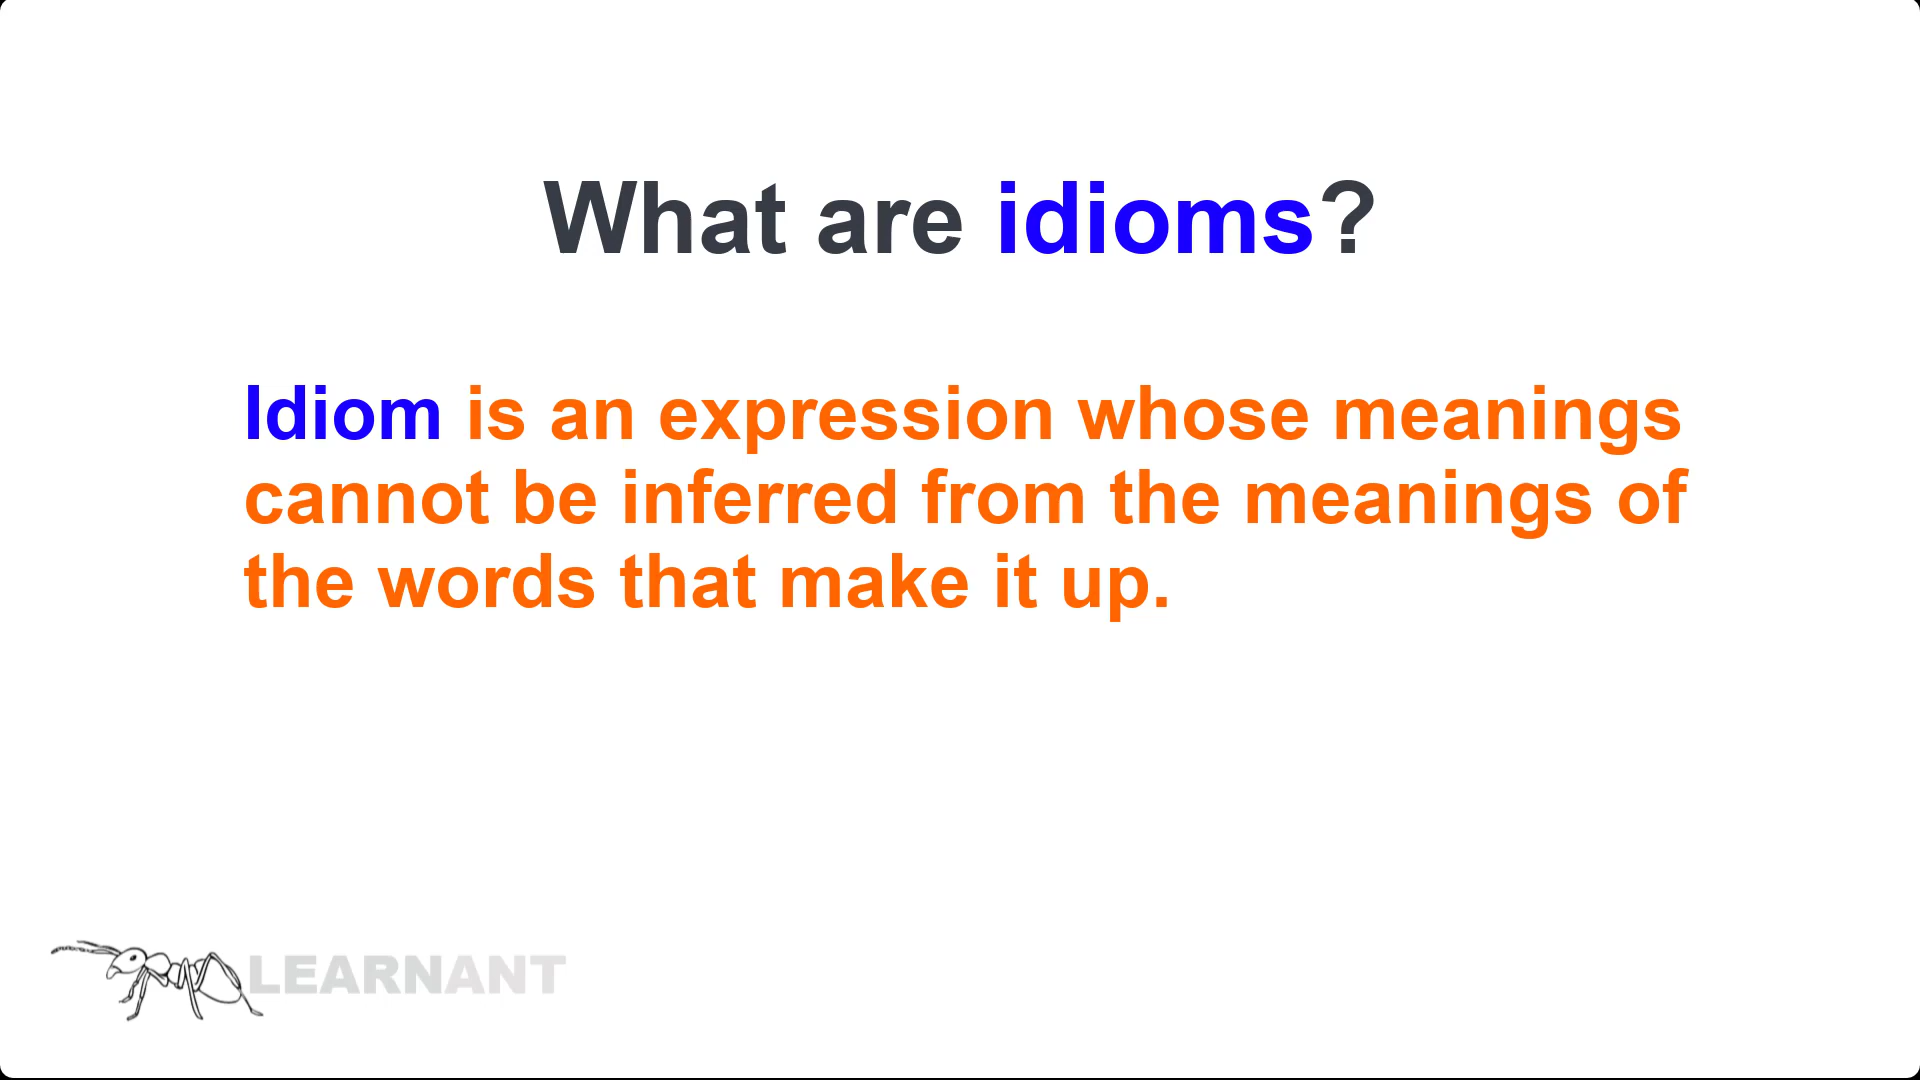 What are idioms?
Idiom is an expression whose meanings
cannot be inferred from the meanings of
the words that make it up.
LEARNANT